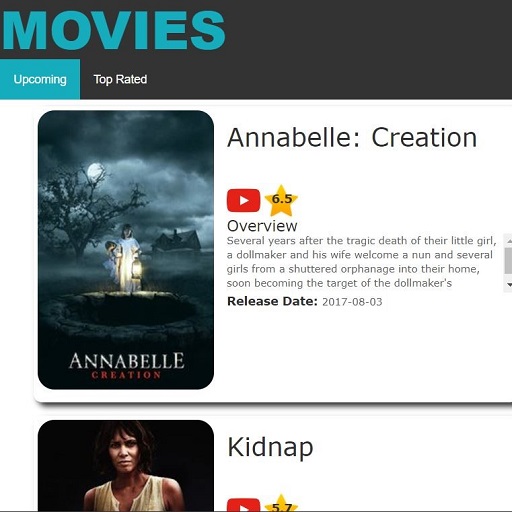 MOVIES
Upcoming
Top Rated
ANNABELLE
CREATION
Annabelle: Creation
6.5
Overview
Several years after the tragic death of their little girl,
a dollmaker and his wife welcome a nun and several
girls from a shuttered orphanage into their home,
soon becoming the target of the dollmaker's
Release Date: 2017-08-03
Kidnap
5.7